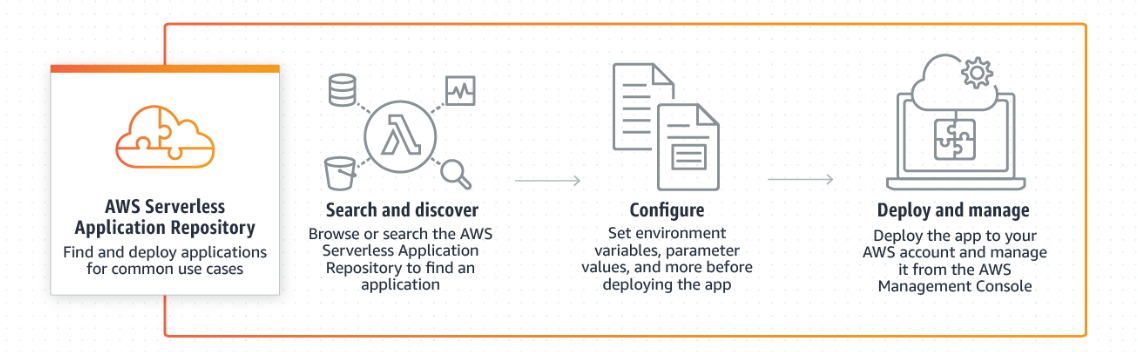 AWS Serverless
Application Repository
Find and deploy applications
for common use cases
Search and discover
Browse or search the AWS
Serverless Application
Repository to find an
application
Configure
Set environment
variables, parameter
values, and more before
deploying the app
Deploy and manage
Deploy the app to your
AWS account and manage
it from the AWS
Management Console